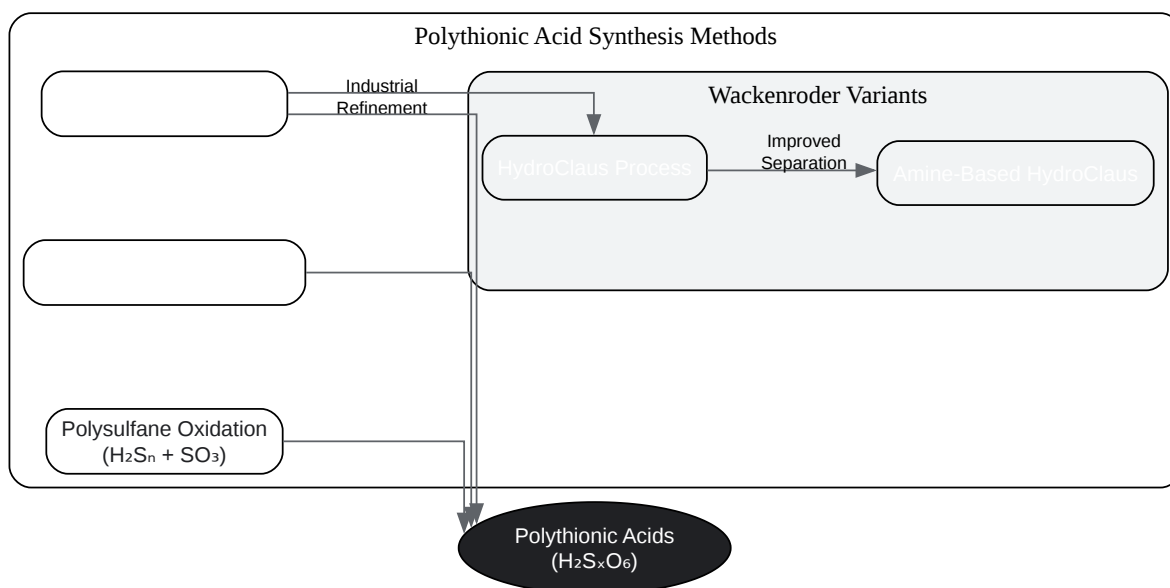 Polythionic Acid Synthesis Methods
Industrial
Refinement
Wackenroder Variants
HydroClaus Process
Improved
Separation
Amine-Based HydroClaus
Polysulfane Oxidation
(H₂Sₙ + SO₃)
Polythionic Acids
(H₂SₓO₆)